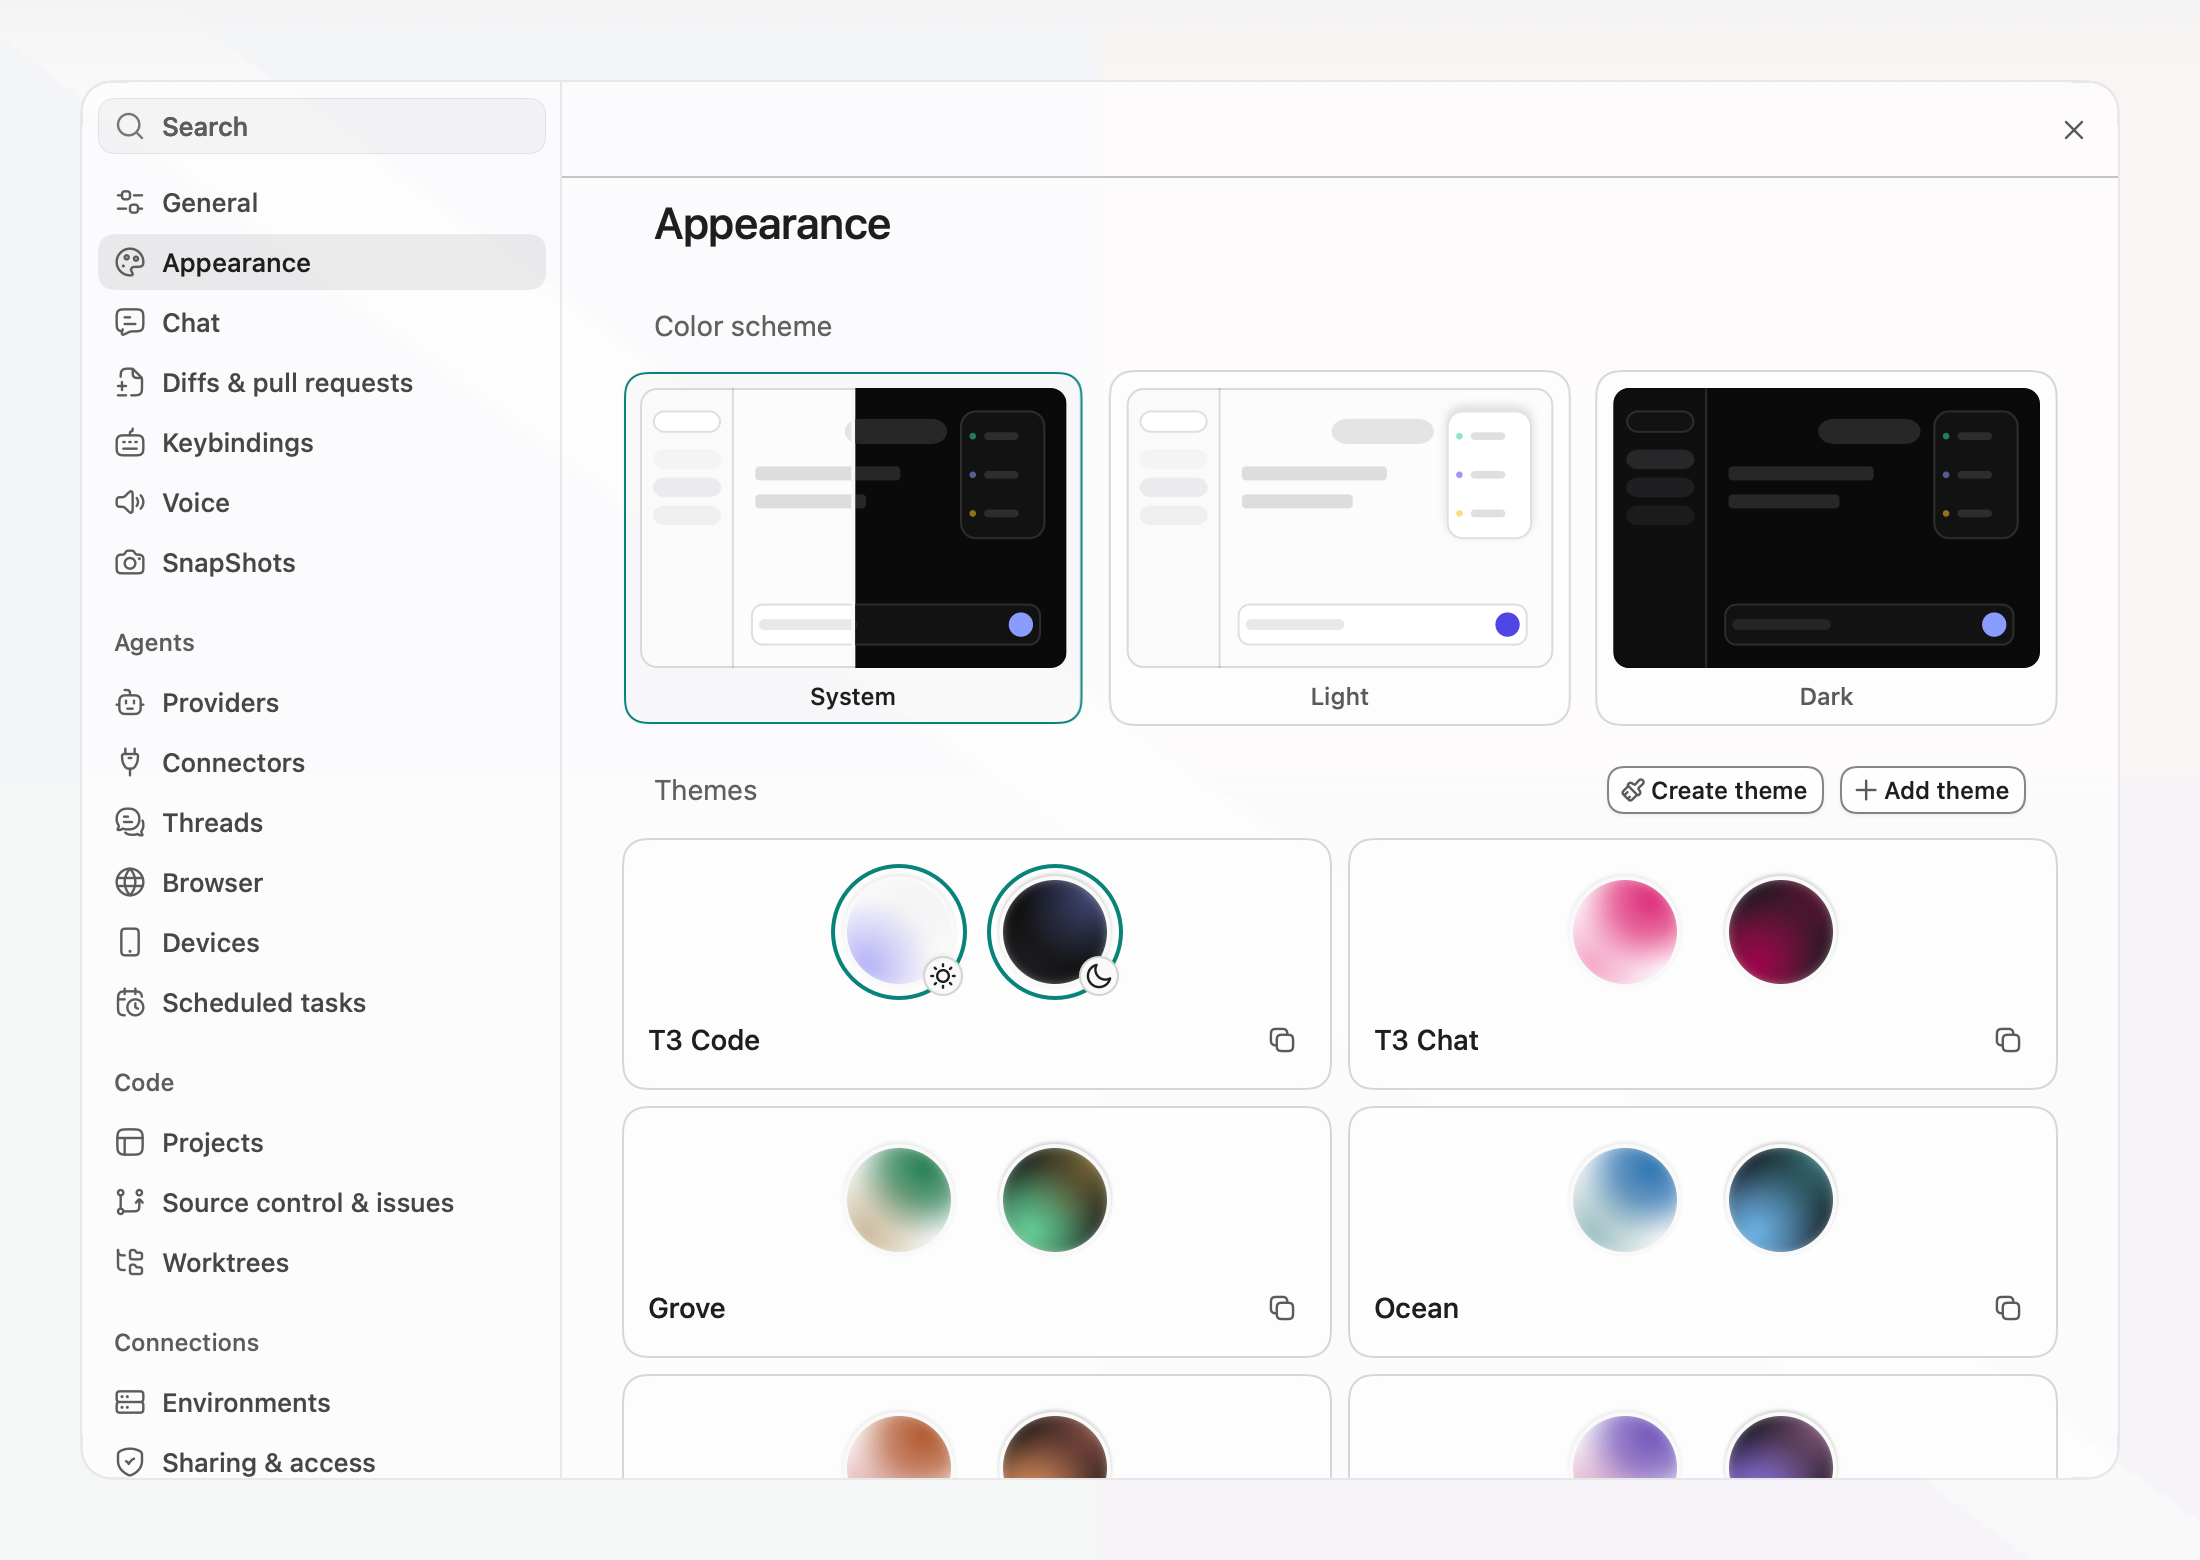 Search
General
Appearance
Chat
Diffs & pull requests
Keybindings
Voice
SnapShots
Agents
Providers
Connectors
Threads
Browser
Devices
Scheduled tasks
Code
Projects
Source control & issues
Worktrees
Connections
Environments
Sharing & access
Appearance
Color scheme
System
Light
Dark
Themes
Create theme
Add theme
T3 Code
T3 Chat
Grove
Ocean